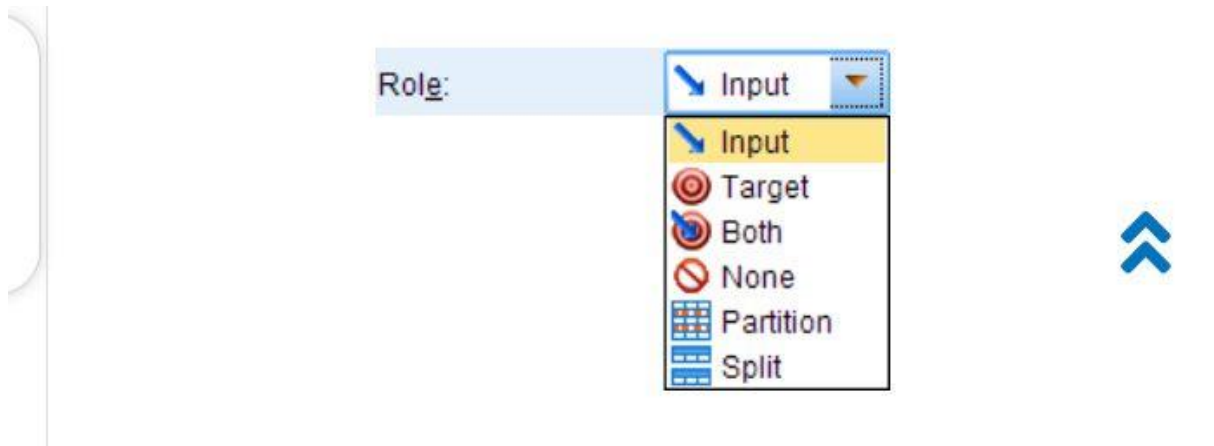 Role: Input
Input
Target
Both
None
Partition
Split